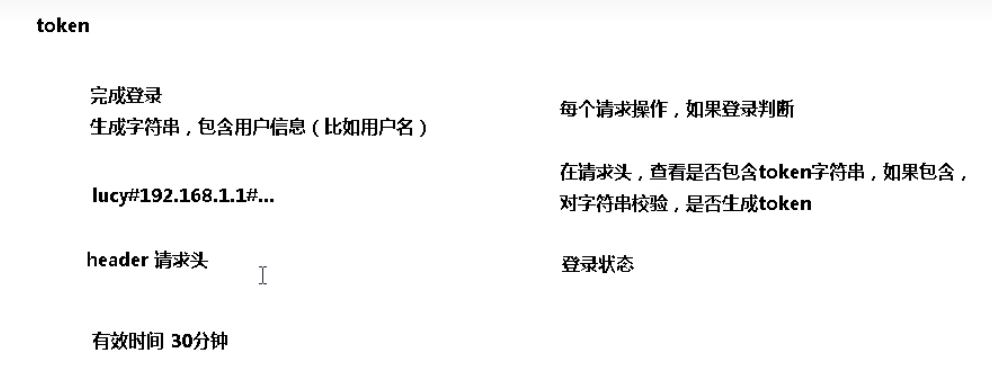 token
完成登录
生成字符串，包含用户信息（比如用户名）
lucy#192.168.1.1#...
header 请求头
有效时间 30分钟
每个请求操作，如果登录判断
在请求头，查看是否包含token字符串，如果包含，
对字符串校验，是否生成token
登录状态